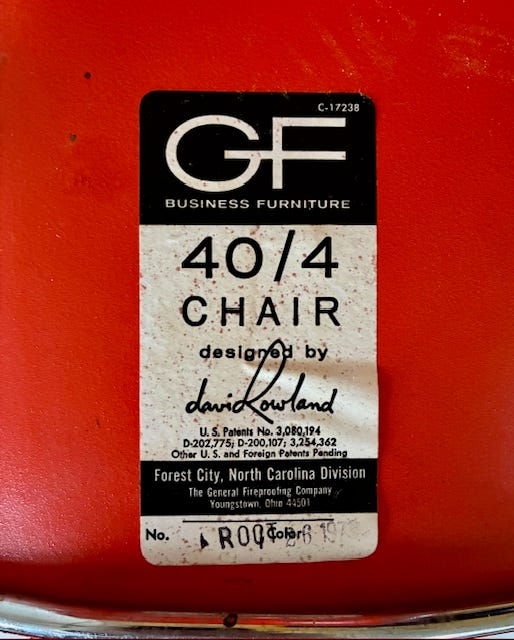 C-17238
GF
BUSINESS FURNITURE
40/4
CHAIR
designed by
david Rowland
U.S. Patents No. 3,080,194
D-202,775; D-200,107; 3,254,362
Other U.S. and Foreign Patents Pending
Forest City, North Carolina Division
The General Fireproofing Company
Youngstown, Ohio 44501
No. Color